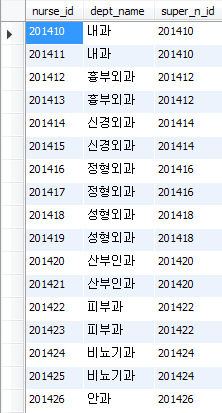 nurse_id dept_name super_n_id
201410 내과 201410
201411 내과 201410
201412 흉부외과 201412
201413 흉부외과 201412
201414 신경외과 201414
201415 신경외과 201414
201416 정형외과 201416
201417 정형외과 201416
201418 성형외과 201418
201419 성형외과 201418
201420 산부인과 201420
201421 산부인과 201420
201422 피부과 201422
201423 피부과 201422
201424 비뇨기과 201424
201425 비뇨기과 201424
201426 안과 201426